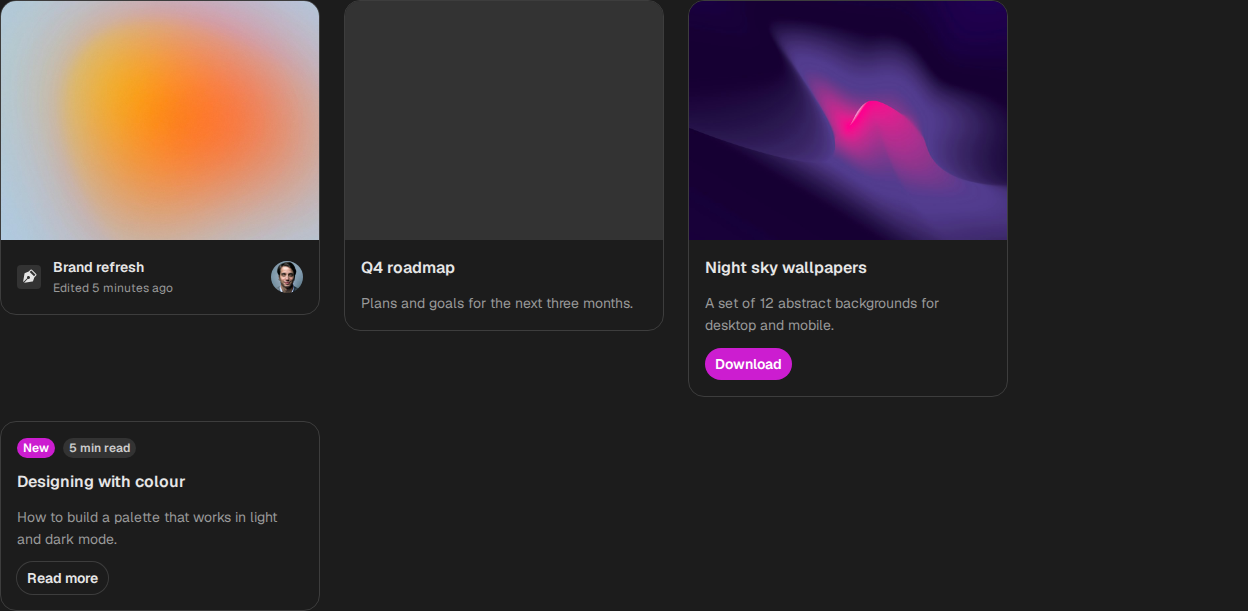 Brand refresh
Edited 5 minutes ago
Q4 roadmap
Plans and goals for the next three months.
Night sky wallpapers
A set of 12 abstract backgrounds for
desktop and mobile.
Download
New
5 min read
Designing with colour
How to build a palette that works in light
and dark mode.
Read more